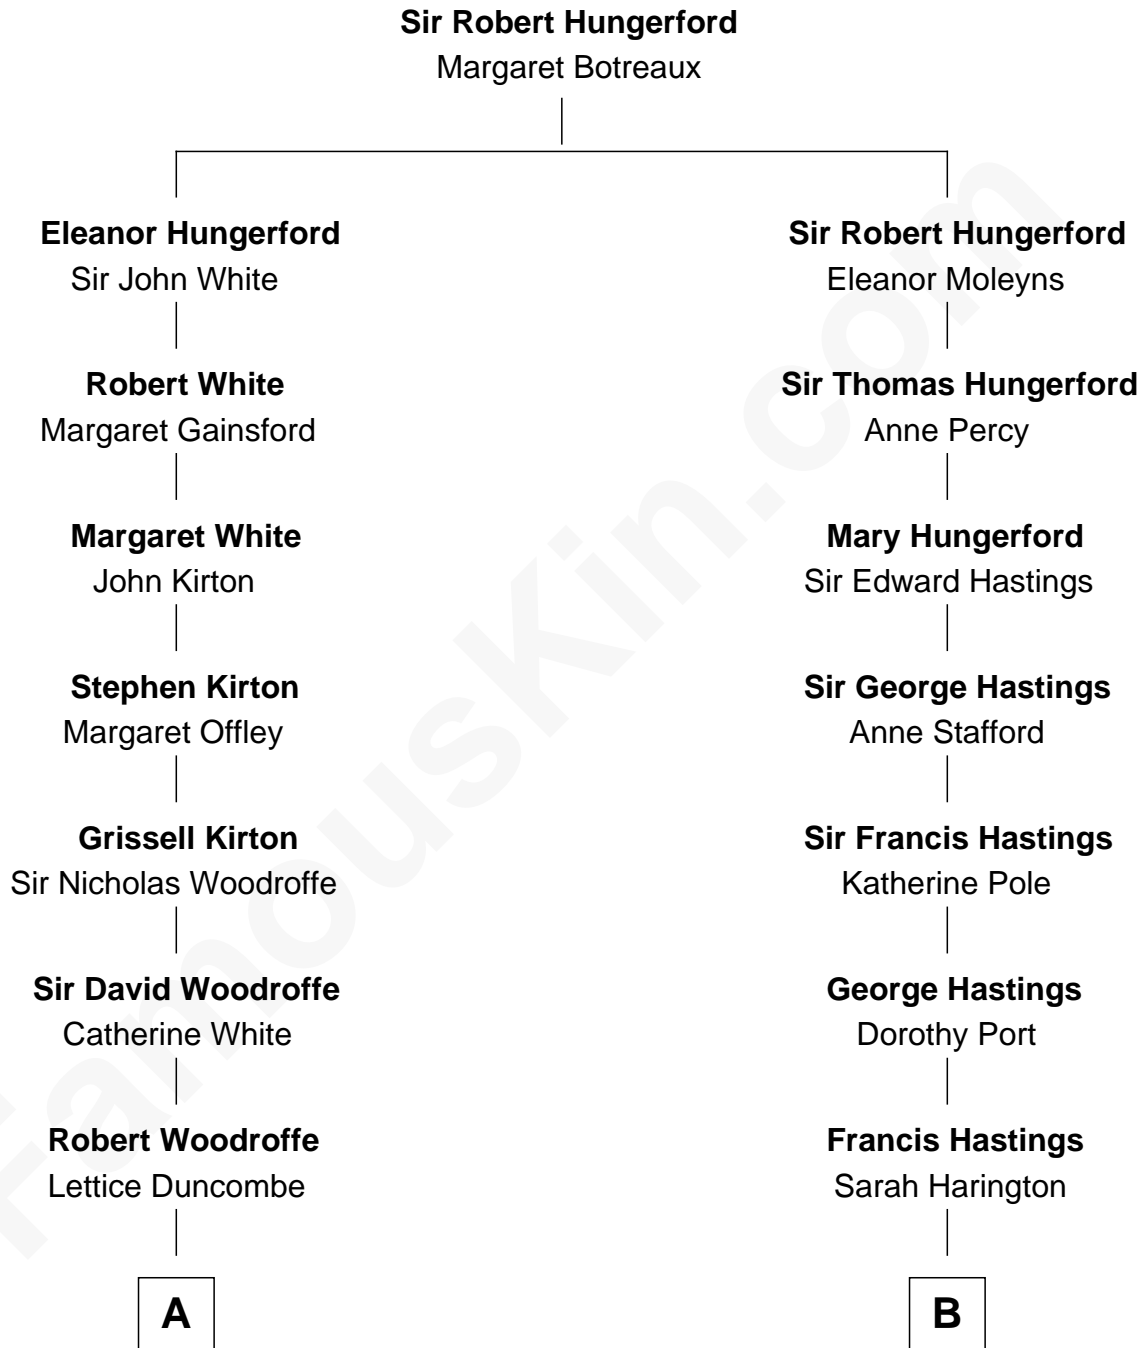 Sir Robert Hungerford
Margaret Botreaux
Eleanor Hungerford
Sir John White
Robert White
Margaret Gainsford
Margaret White
John Kirton
Stephen Kirton
Margaret Offley
Grissell Kirton
Sir Nicholas Woodroffe
Sir David Woodroffe
Catherine White
Robert Woodroffe
Lettice Duncombe
A
Sir Robert Hungerford
Eleanor Moleyns
Sir Thomas Hungerford
Anne Percy
Mary Hungerford
Sir Edward Hastings
Sir George Hastings
Anne Stafford
Sir Francis Hastings
Katherine Pole
George Hastings
Dorothy Port
Francis Hastings
Sarah Harington
B
FamousKin.com